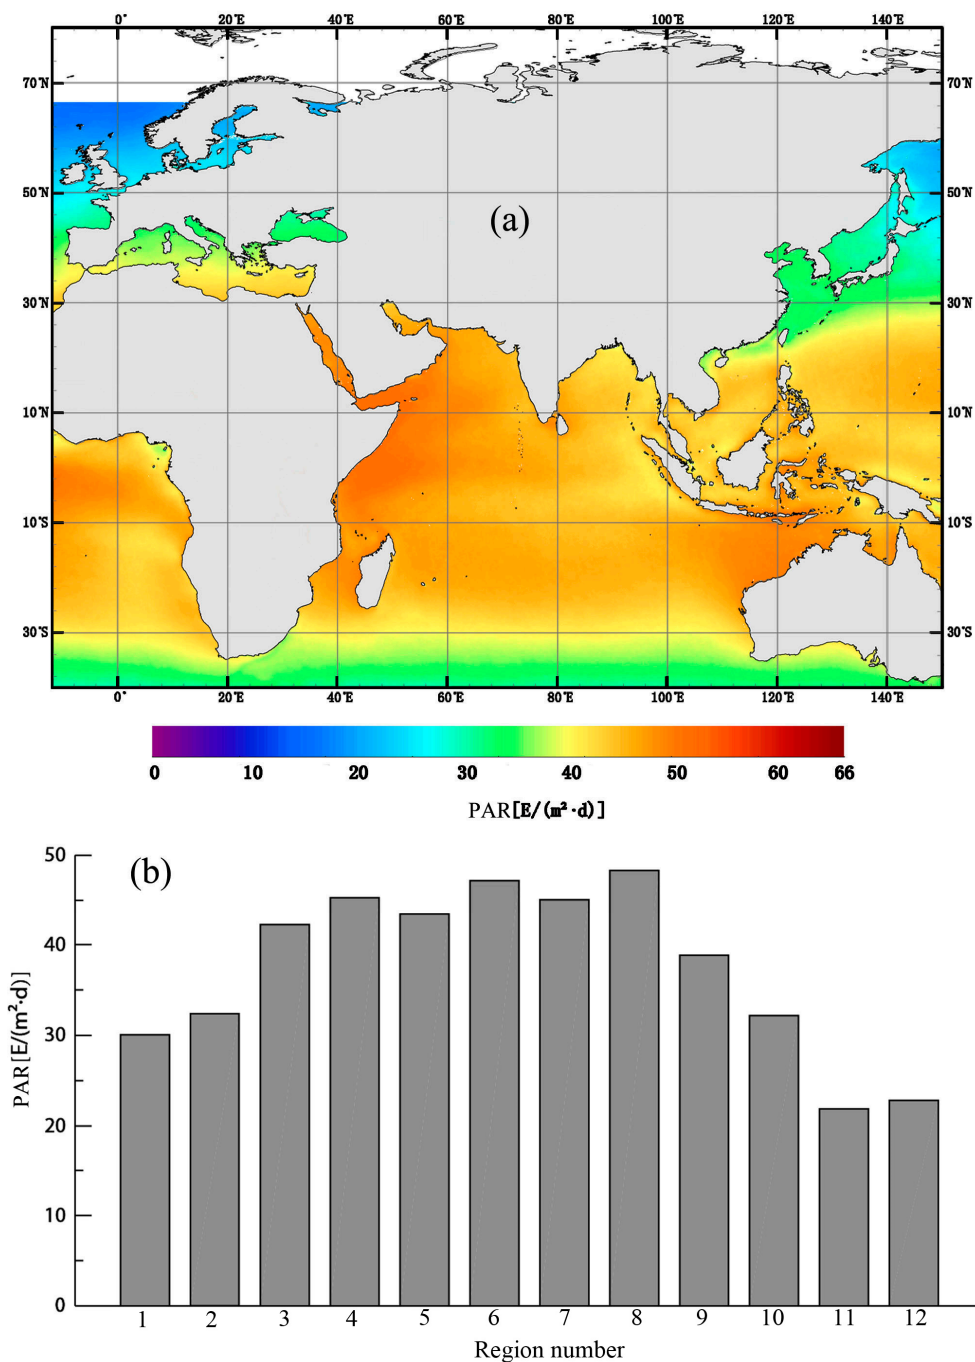 0° 20°E 40°E 60°E 80°E 100°E 120°E 140°E
70°N 70°N
50°N 50°N
(a)
30°N 30°N
10°N 10°N
10°S 10°S
30°S 30°S
0° 20°E 40°E 60°E 80°E 100°E 120°E 140°E
0 10 20 30 40 50 60 66
PAR[E/(m²·d)]
(b)
50
40
30
20
10
0
PAR[E/(m²·d)]
1 2 3 4 5 6 7 8 9 10 11 12
Region number